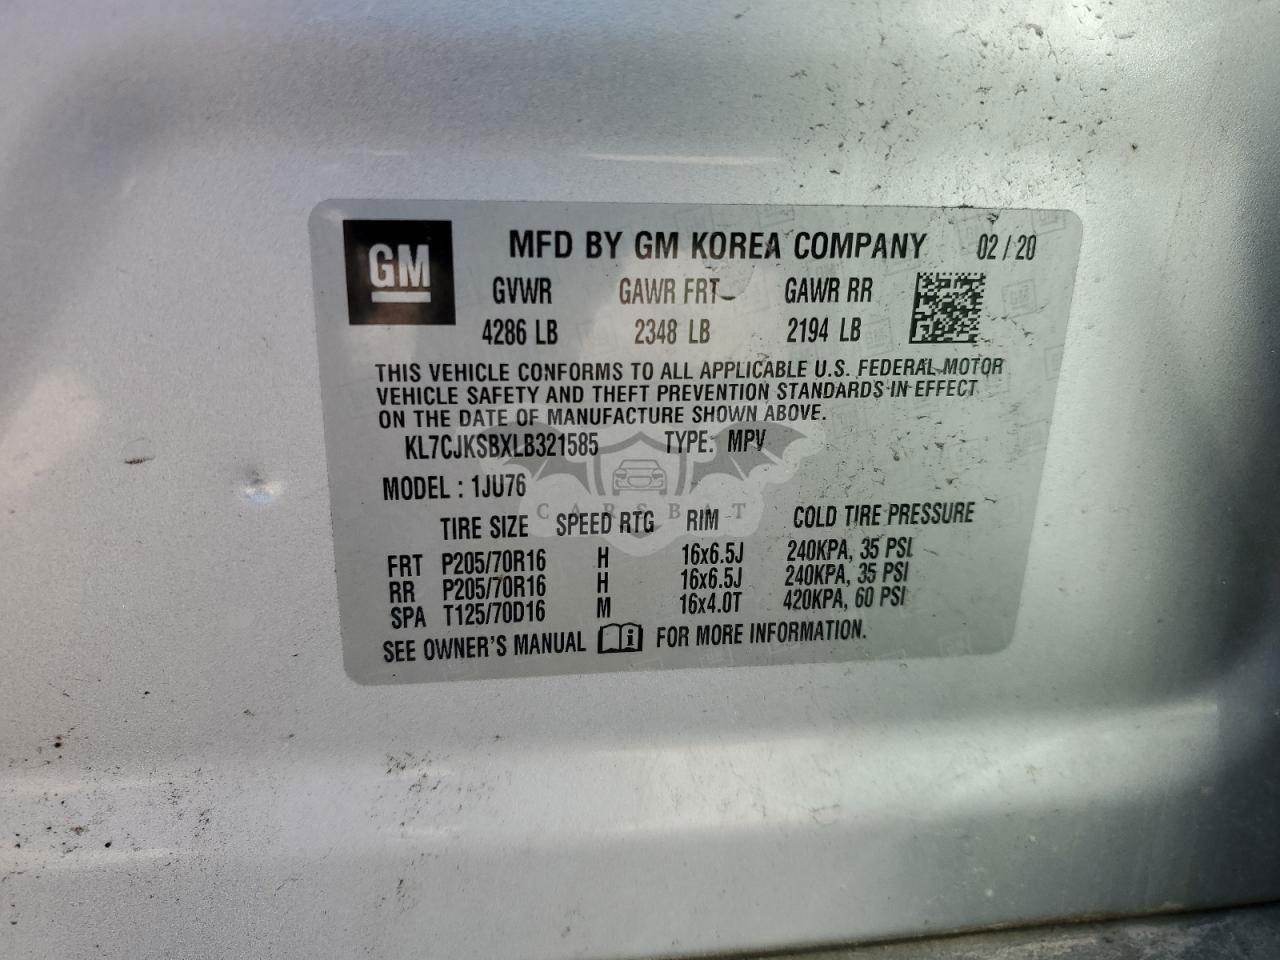 GM
MFD BY GM KOREA COMPANY 02 / 20
GVWR GAWR FRT GAWR RR
4286 LB 2348 LB 2194 LB
THIS VEHICLE CONFORMS TO ALL APPLICABLE U.S. FEDERAL MOTOR
VEHICLE SAFETY AND THEFT PREVENTION STANDARDS IN EFFECT
ON THE DATE OF MANUFACTURE SHOWN ABOVE.
KL7CJKSBXLB321585 TYPE: MPV
MODEL : 1JU76
CARSBAT
TIRE SIZE SPEED RTG RIM COLD TIRE PRESSURE
FRT P205/70R16 H 16x6.5J 240KPA, 35 PSI
RR P205/70R16 H 16x6.5J 240KPA, 35 PSI
SPA T125/70D16 M 16x4.0T 420KPA, 60 PSI
SEE OWNER'S MANUAL i FOR MORE INFORMATION.